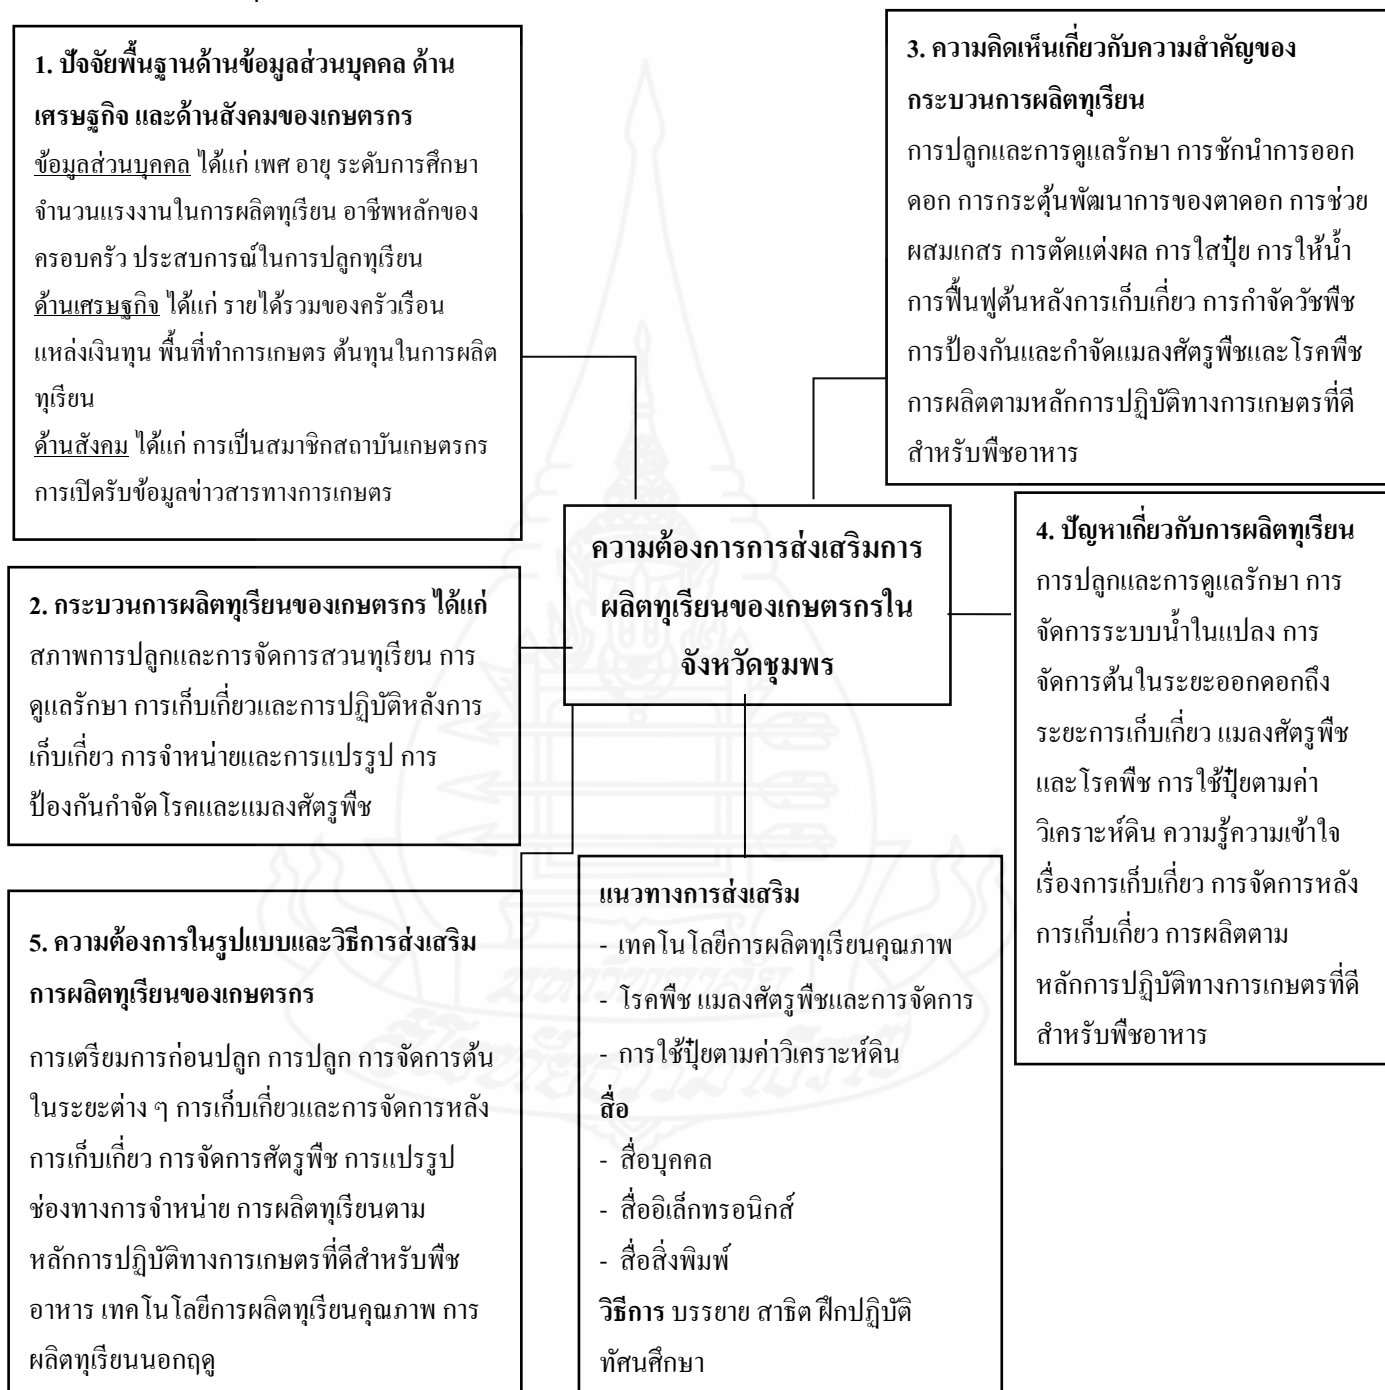 1. ปัจจัยพื้นฐานด้านข้อมูลส่วนบุคคล ด้าน
เศรษฐกิจ และด้านสังคมของเกษตรกร
ข้อมูลส่วนบุคคล ได้แก่ เพศ อายุ ระดับการศึกษา
จำนวนแรงงานในการผลิตทุเรียน อาชีพหลักของ
ครอบครัว ประสบการณ์ในการปลูกทุเรียน
ด้านเศรษฐกิจ ได้แก่ รายได้รวมของครัวเรือน
แหล่งเงินทุน พื้นที่ทำการเกษตร ต้นทุนในการผลิต
ทุเรียน
ด้านสังคม ได้แก่ การเป็นสมาชิกสถาบันเกษตรกร
การเปิดรับข้อมูลข่าวสารทางการเกษตร
3. ความคิดเห็นเกี่ยวกับความสำคัญของ
กระบวนการผลิตทุเรียน
การปลูกและการดูแลรักษา การชักนำการออก
ดอก การกระตุ้นพัฒนาการของตาดอก การช่วย
ผสมเกสร การตัดแต่งผล การใสปุ๋ย การให้น้ำ
การฟื้นฟูต้นหลังการเก็บเกี่ยว การกำจัดวัชพืช
การป้องกันและกำจัดแมลงศัตรูพืชและโรคพืช
การผลิตตามหลักการปฏิบัติทางการเกษตรที่ดี
สำหรับพืชอาหาร
ความต้องการการส่งเสริมการ
ผลิตทุเรียนของเกษตรกรใน
จังหวัดชุมพร
2. กระบวนการผลิตทุเรียนของเกษตรกร ได้แก่
สภาพการปลูกและการจัดการสวนทุเรียน การ
ดูแลรักษา การเก็บเกี่ยวและการปฏิบัติหลังการ
เก็บเกี่ยว การจำหน่ายและการแปรรูป การ
ป้องกันกำจัดโรคและแมลงศัตรูพืช
4. ปัญหาเกี่ยวกับการผลิตทุเรียน
การปลูกและการดูแลรักษา การ
จัดการระบบน้ำในแปลง การ
จัดการต้นในระยะออกดอกถึง
ระยะการเก็บเกี่ยว แมลงศัตรูพืช
และโรคพืช การใช้ปุ๋ยตามค่า
วิเคราะห์ดิน ความรู้ความเข้าใจ
เรื่องการเก็บเกี่ยว การจัดการหลัง
การเก็บเกี่ยว การผลิตตาม
หลักการปฏิบัติทางการเกษตรที่ดี
สำหรับพืชอาหาร
5. ความต้องการในรูปแบบและวิธีการส่งเสริม
การผลิตทุเรียนของเกษตรกร
การเตรียมการก่อนปลูก การปลูก การจัดการต้น
ในระยะต่าง ๆ การเก็บเกี่ยวและการจัดการหลัง
การเก็บเกี่ยว การจัดการศัตรูพืช การแปรรูป
ช่องทางการจำหน่าย การผลิตทุเรียนตาม
หลักการปฏิบัติทางการเกษตรที่ดีสำหรับพืช
อาหาร เทคโนโลยีการผลิตทุเรียนคุณภาพ การ
ผลิตทุเรียนนอกฤดู
แนวทางการส่งเสริม
- เทคโนโลยีการผลิตทุเรียนคุณภาพ
- โรคพืช แมลงศัตรูพืชและการจัดการ
- การใช้ปุ๋ยตามค่าวิเคราะห์ดิน
สื่อ
- สื่อบุคคล
- สื่ออิเล็กทรอนิกส์
- สื่อสิ่งพิมพ์
วิธีการ บรรยาย สาธิต ฝึกปฏิบัติ
ทัศนศึกษา